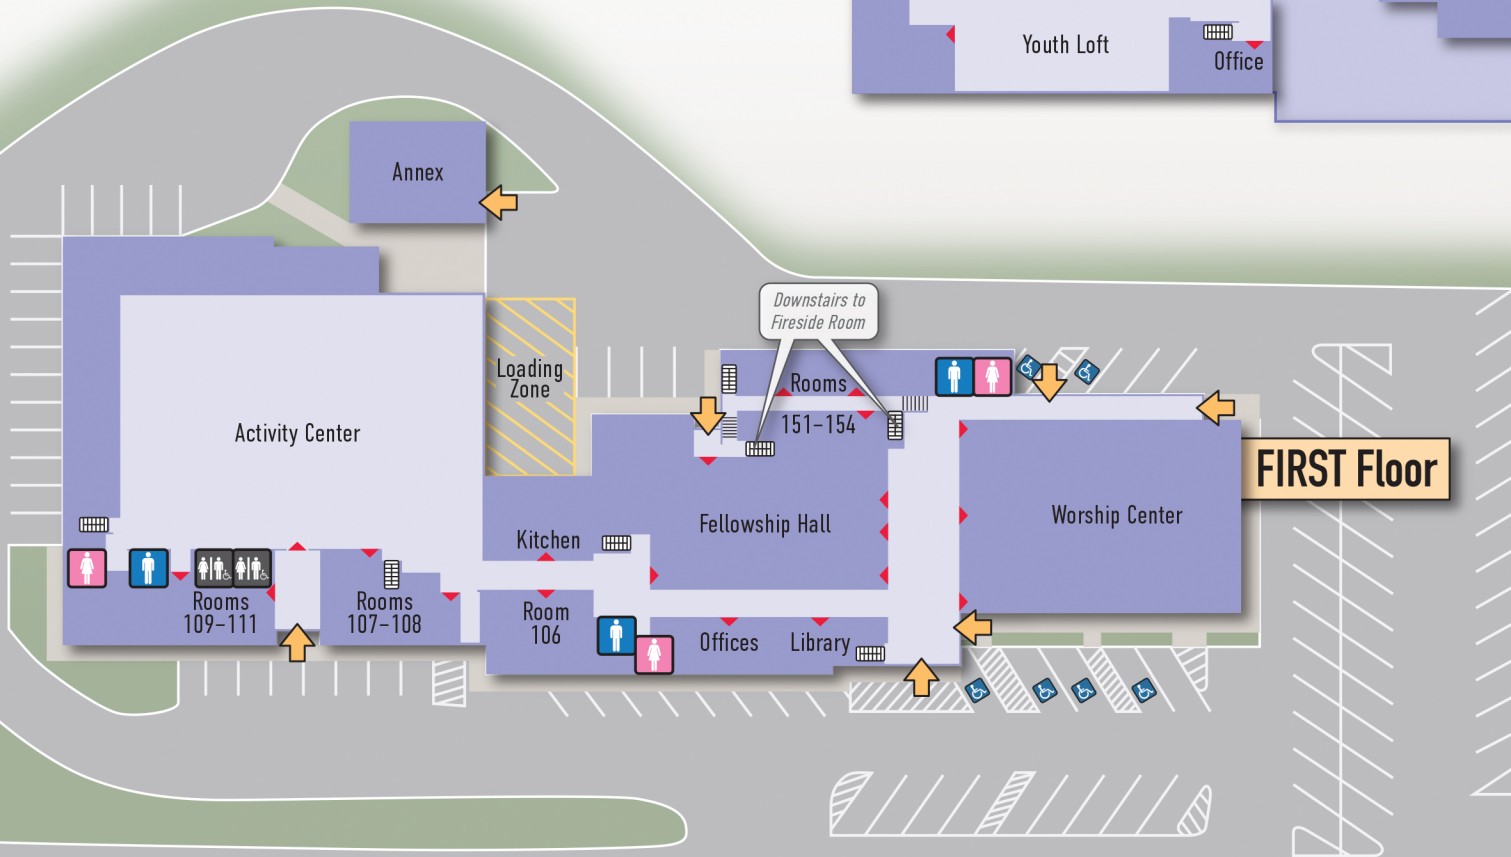 Youth Loft
Office
Annex
Downstairs to
Fireside Room
Loading
Zone
Rooms
151–154
Activity Center
FIRST Floor
Worship Center
Fellowship Hall
Kitchen
Rooms
109–111
Rooms
107–108
Room
106
Offices
Library